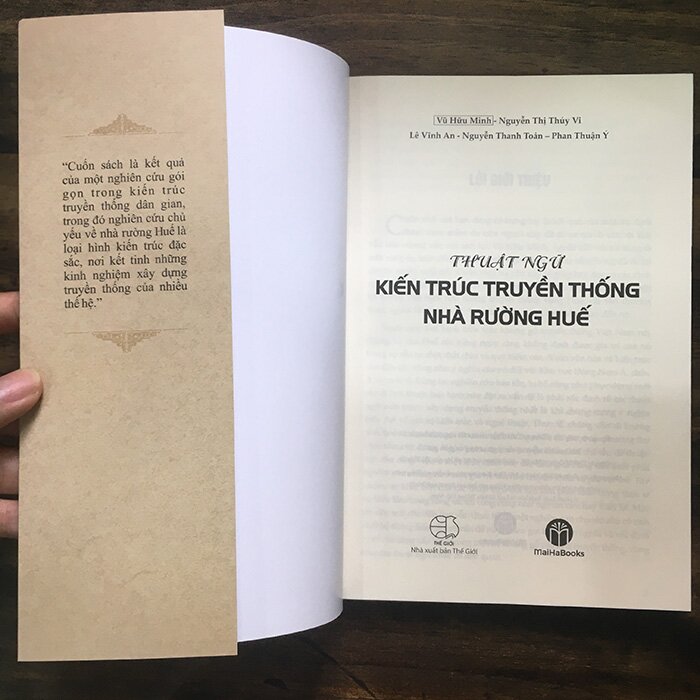 “Cuốn sách là kết quả
của một nghiên cứu gói
gọn trong kiến trúc
truyền thống dân gian,
trong đó nghiên cứu chủ
yếu về nhà rường Huế là
loại hình kiến trúc đặc
sắc, nơi kết tinh những
kinh nghiệm xây dựng
truyền thống của nhiều
thế hệ.”
Vũ Hữu Minh - Nguyễn Thị Thúy Vi
Lê Vĩnh An - Nguyễn Thanh Toản – Phan Thuận Ý
LỜI GIỚI THIỆU
THUẬT NGỮ
KIẾN TRÚC TRUYỀN THỐNG
NHÀ RƯỜNG HUẾ
THẾ GIỚI
Nhà xuất bản Thế Giới
MaiHaBooks